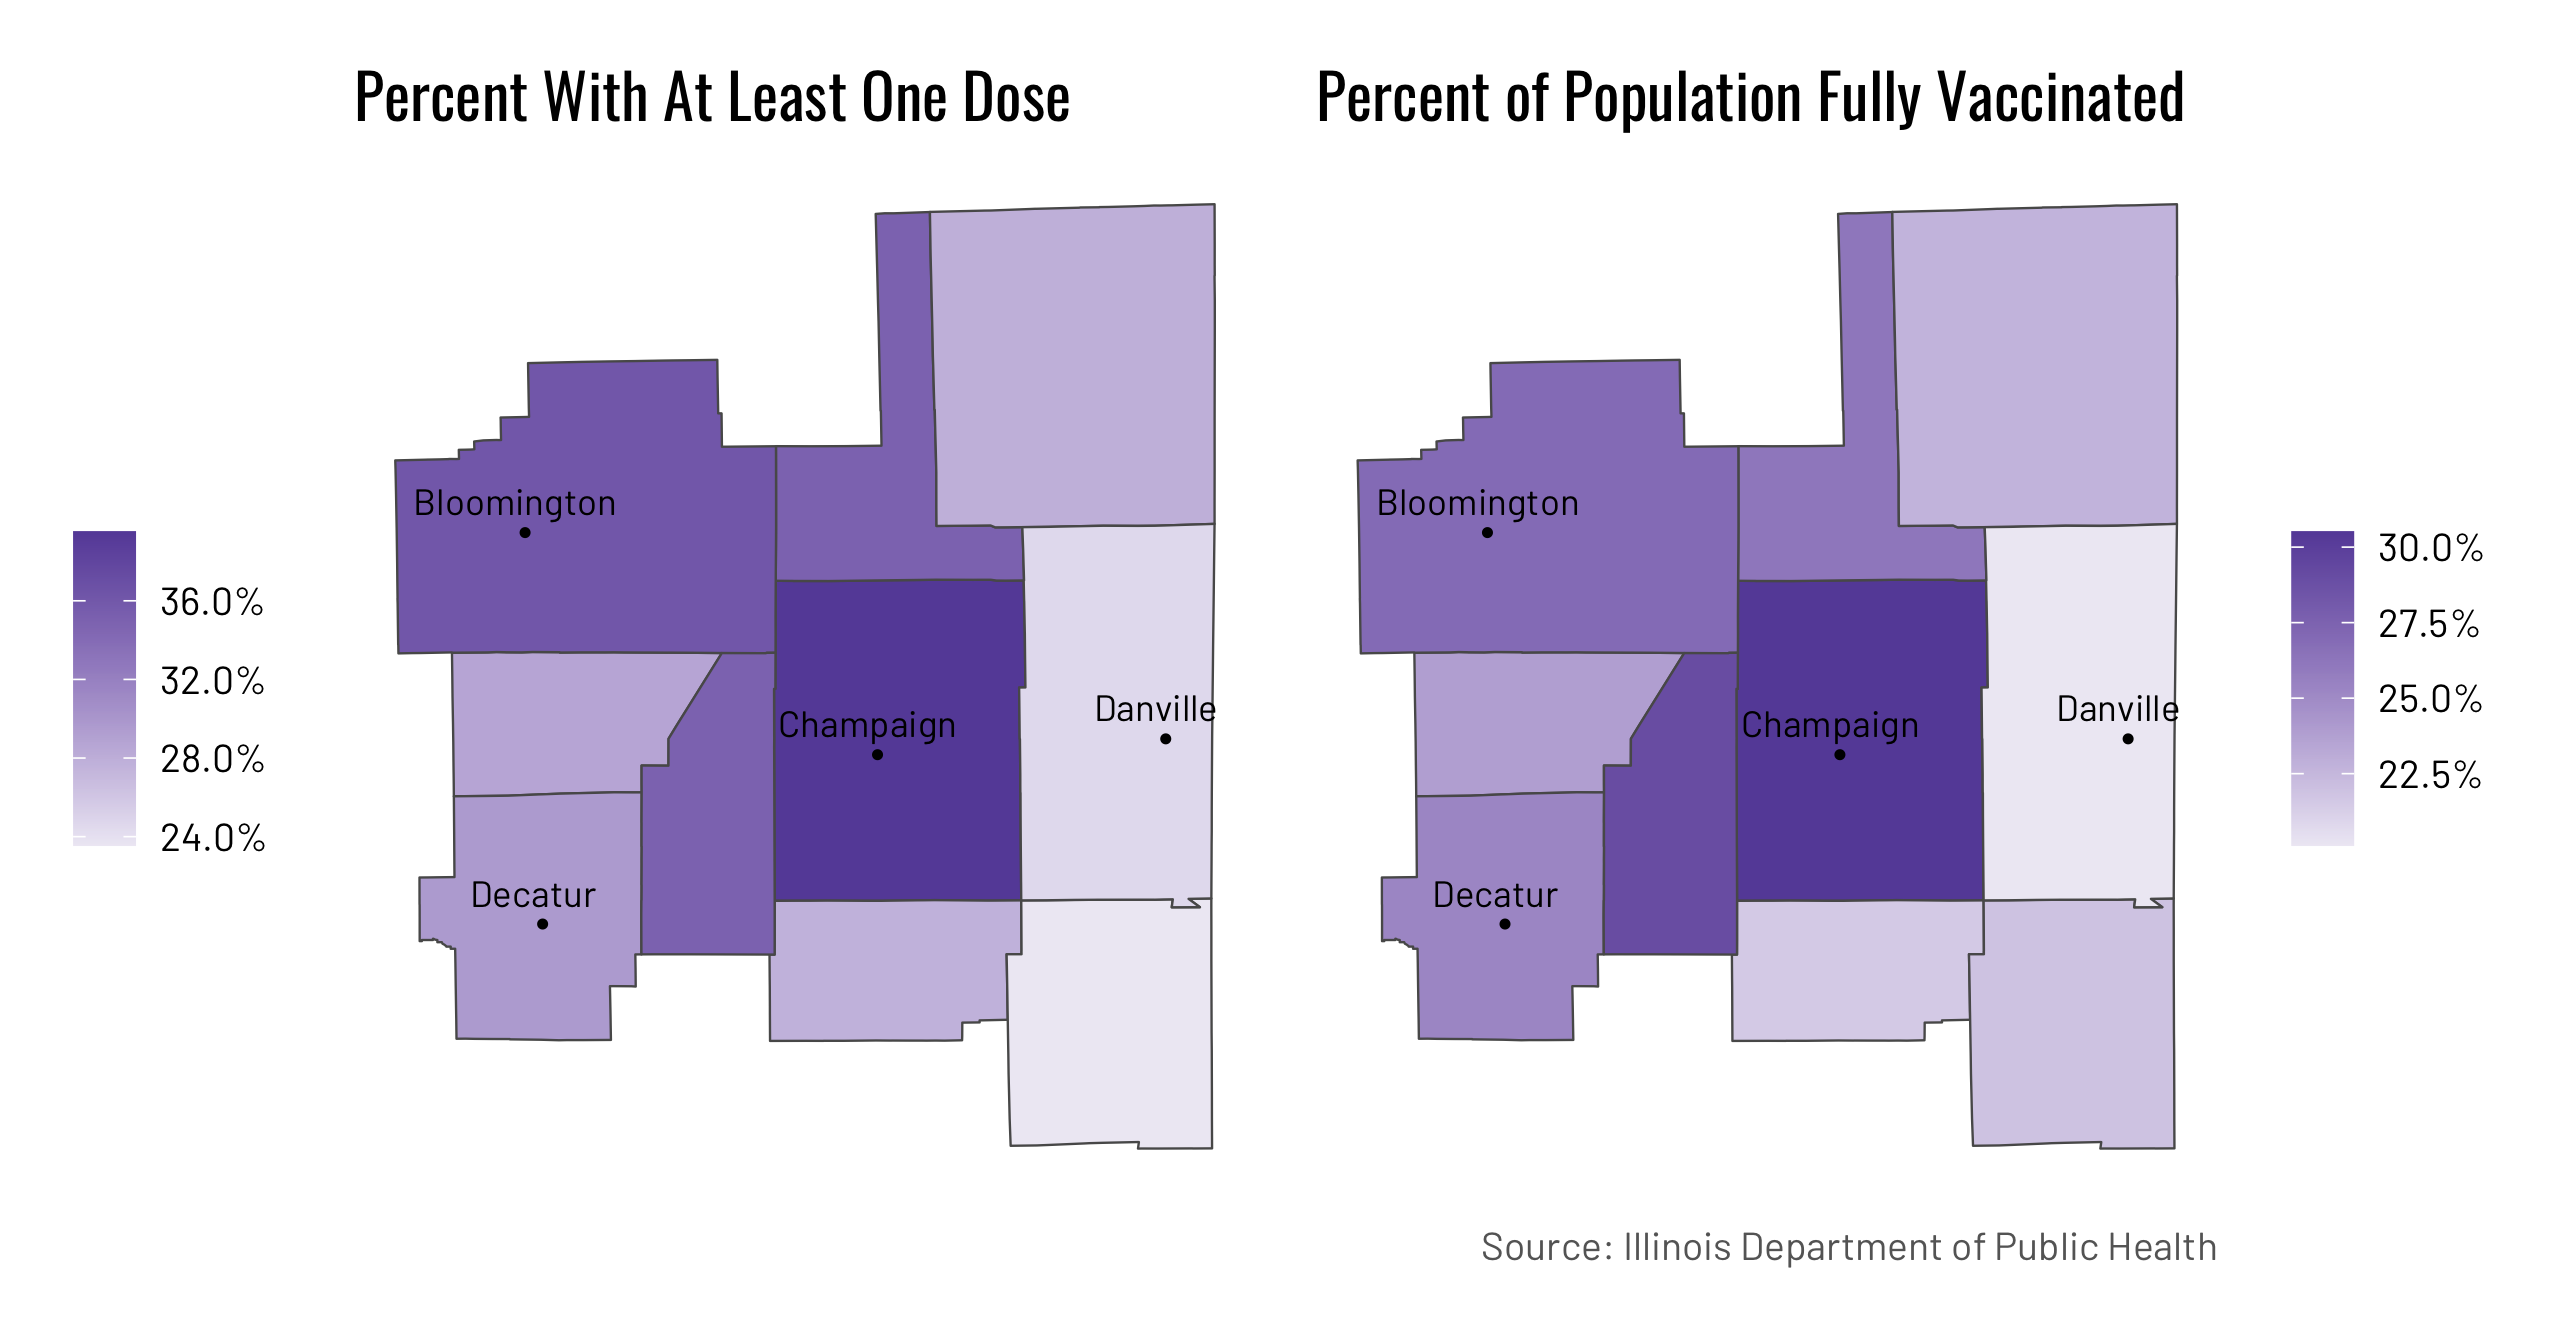 Percent With At Least One Dose
Bloomington
Champaign
Danville
Decatur
36.0%
32.0%
28.0%
24.0%
Percent of Population Fully Vaccinated
Bloomington
Champaign
Danville
Decatur
30.0%
27.5%
25.0%
22.5%
Source: Illinois Department of Public Health